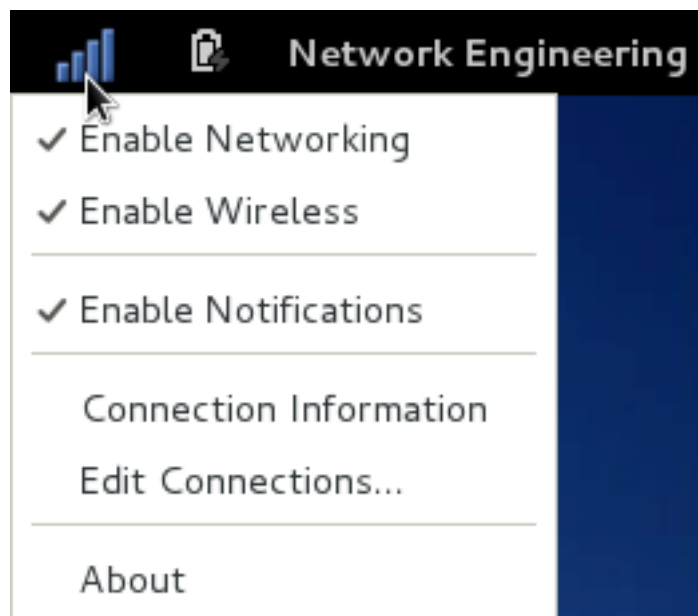 Network Engineering
Enable Networking
Enable Wireless
Enable Notifications
Connection Information
Edit Connections...
About